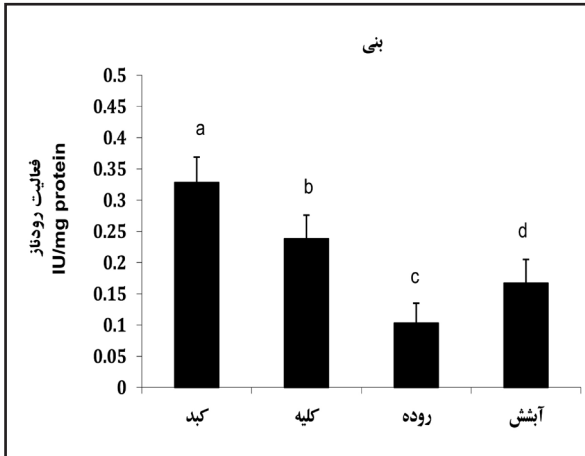 بنی
فعالیت رودناز
IU/mg protein
0.5
0.45
0.4
0.35
0.3
0.25
0.2
0.15
0.1
0.05
0
a
b
c
d
کبد
کلیه
روده
آبشش